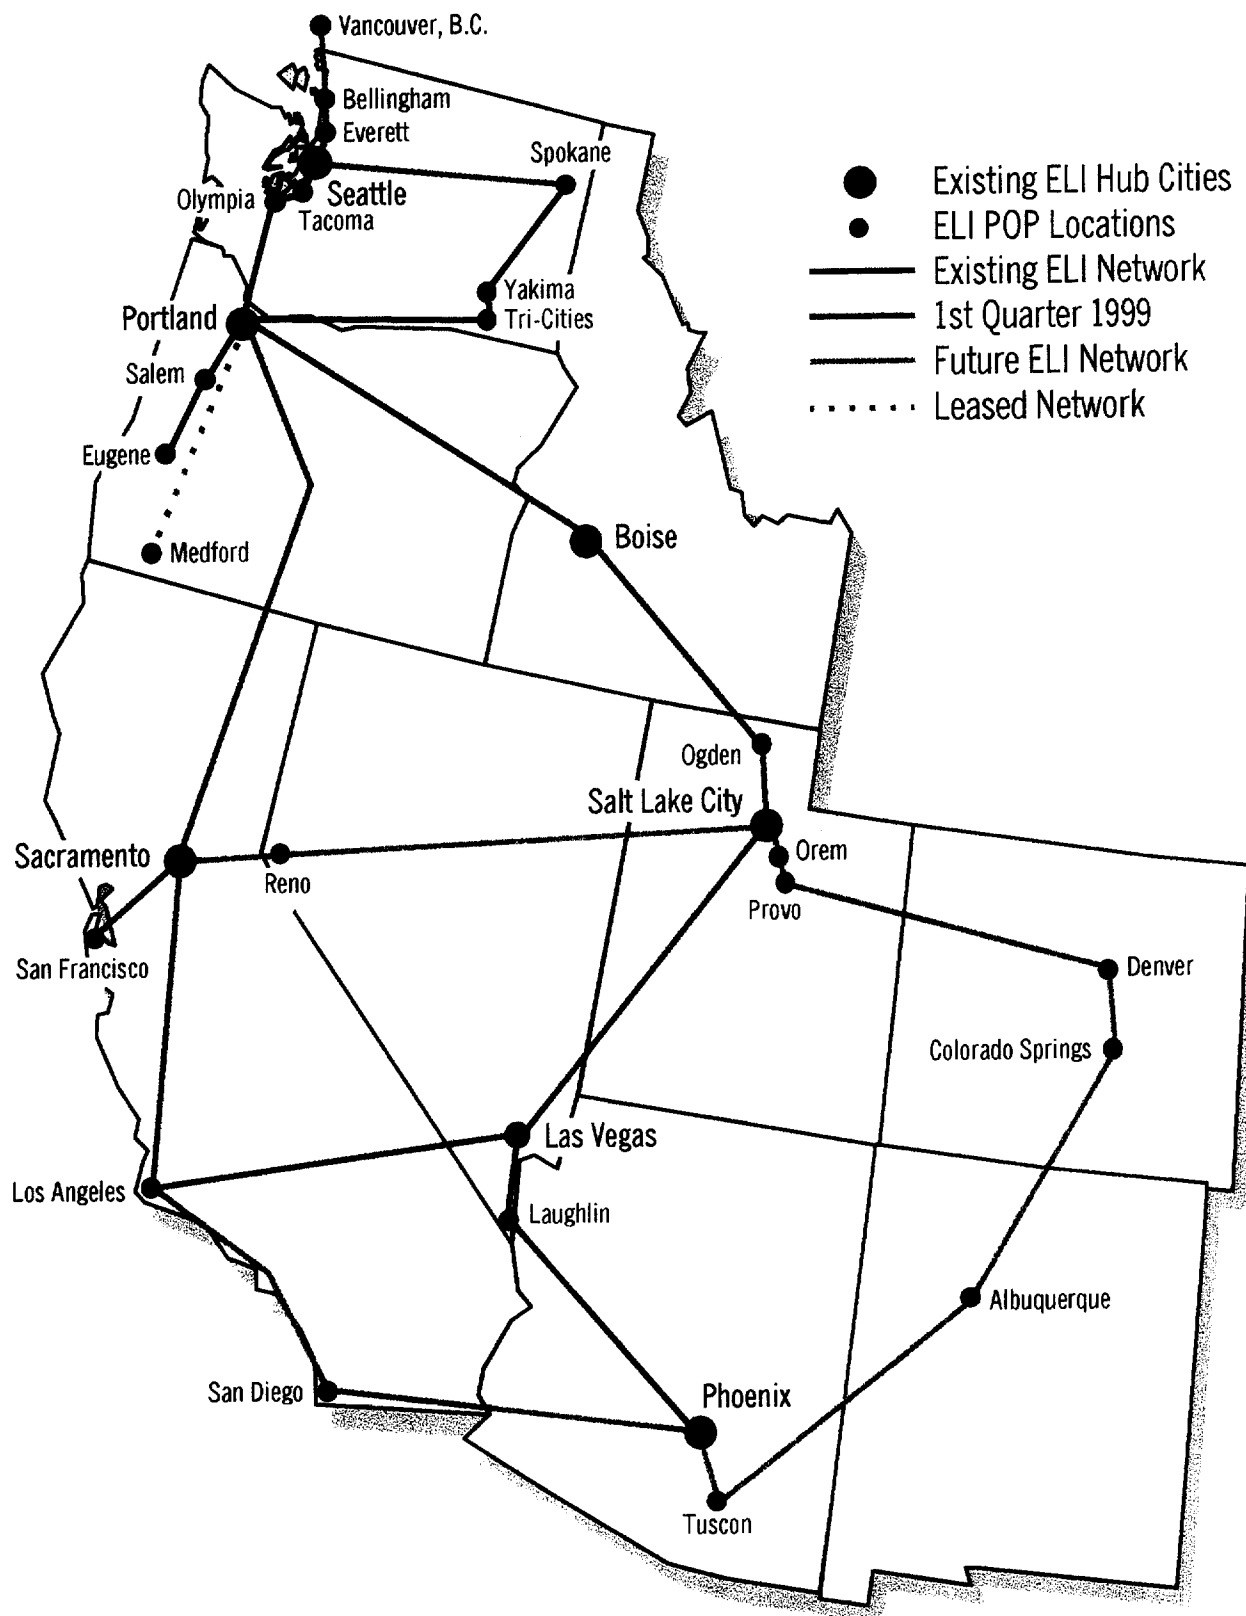 Vancouver, B.C.
Bellingham
Everett
Spokane
Seattle
Olympia
Tacoma
Yakima
Tri-Cities
Portland
Salem
Eugene
Medford
Boise
Existing ELI Hub Cities
ELI POP Locations
Existing ELI Network
1st Quarter 1999
Future ELI Network
Leased Network
Ogden
Salt Lake City
Orem
Provo
Sacramento
Reno
San Francisco
Denver
Colorado Springs
Las Vegas
Los Angeles
Laughlin
Albuquerque
San Diego
Phoenix
Tuscon